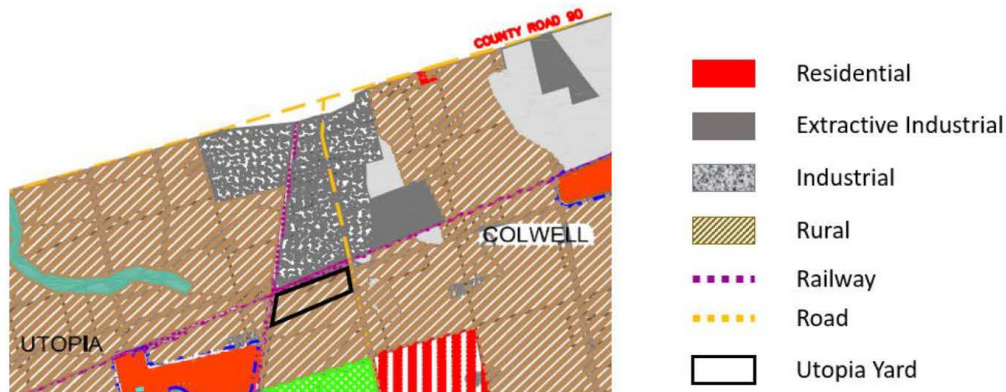 COUNTY ROAD 90
COLWELL
UTOPIA
Residential
Extractive Industrial
Industrial
Rural
Railway
Road
Utopia Yard